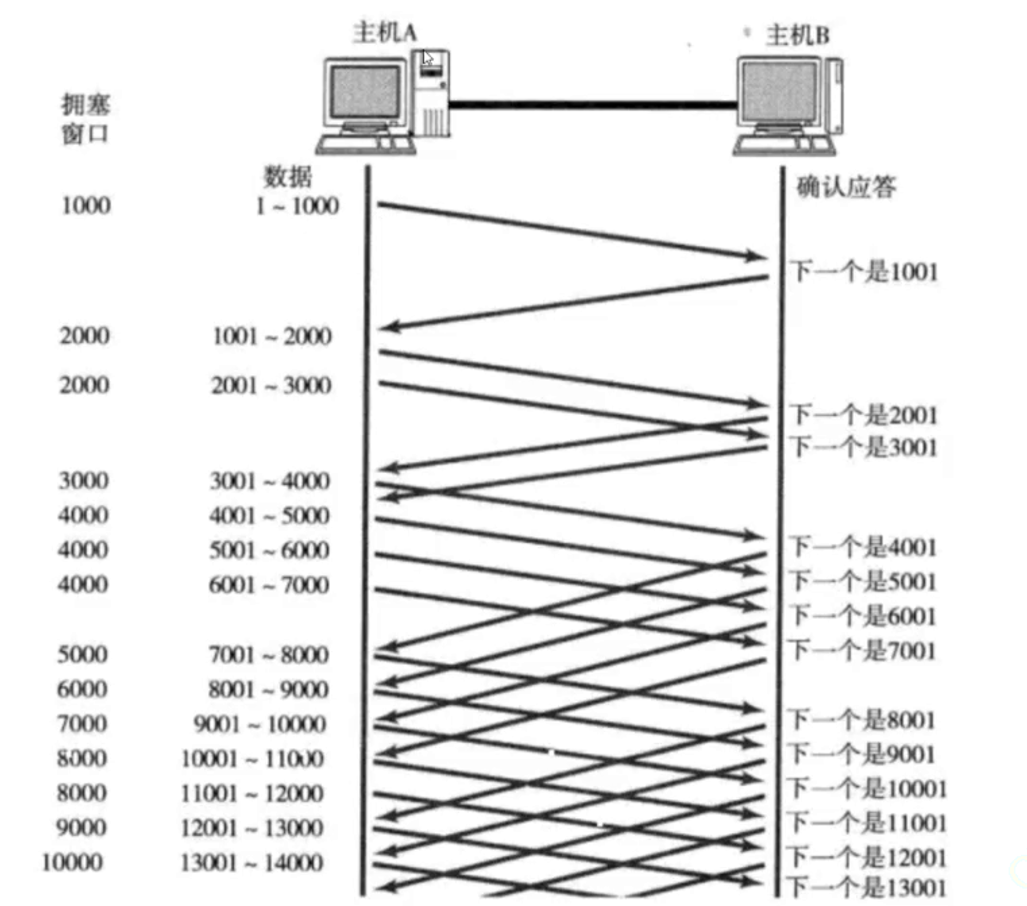 主机A 主机B
拥塞
窗口
数据 确认应答
1000 1~1000
下一个是1001
2000 1001~2000
2000 2001~3000
下一个是2001
下一个是3001
3000 3001~4000
4000 4001~5000
4000 5001~6000 下一个是4001
4000 6001~7000 下一个是5001
下一个是6001
5000 7001~8000 下一个是7001
6000 8001~9000
7000 9001~10000 下一个是8001
8000 10001~11000 下一个是9001
8000 11001~12000 下一个是10001
9000 12001~13000 下一个是11001
10000 13001~14000 下一个是12001
下一个是13001